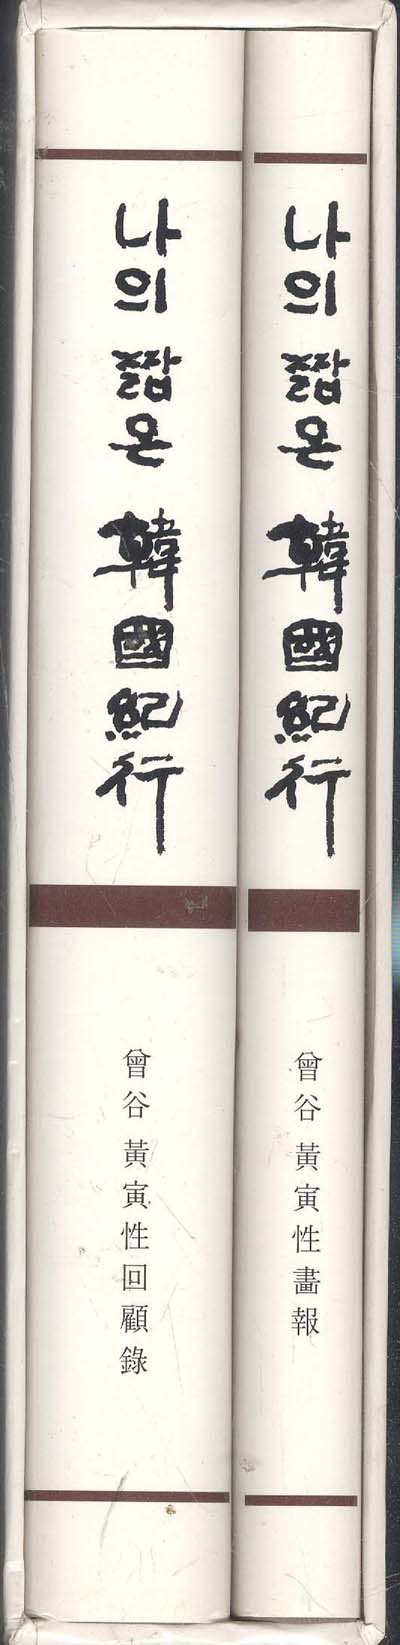 나의 짧은 韓國紀行
曾谷 黃寅性回顧錄
나의 짧은 韓國紀行
曾谷 黃寅性畵報